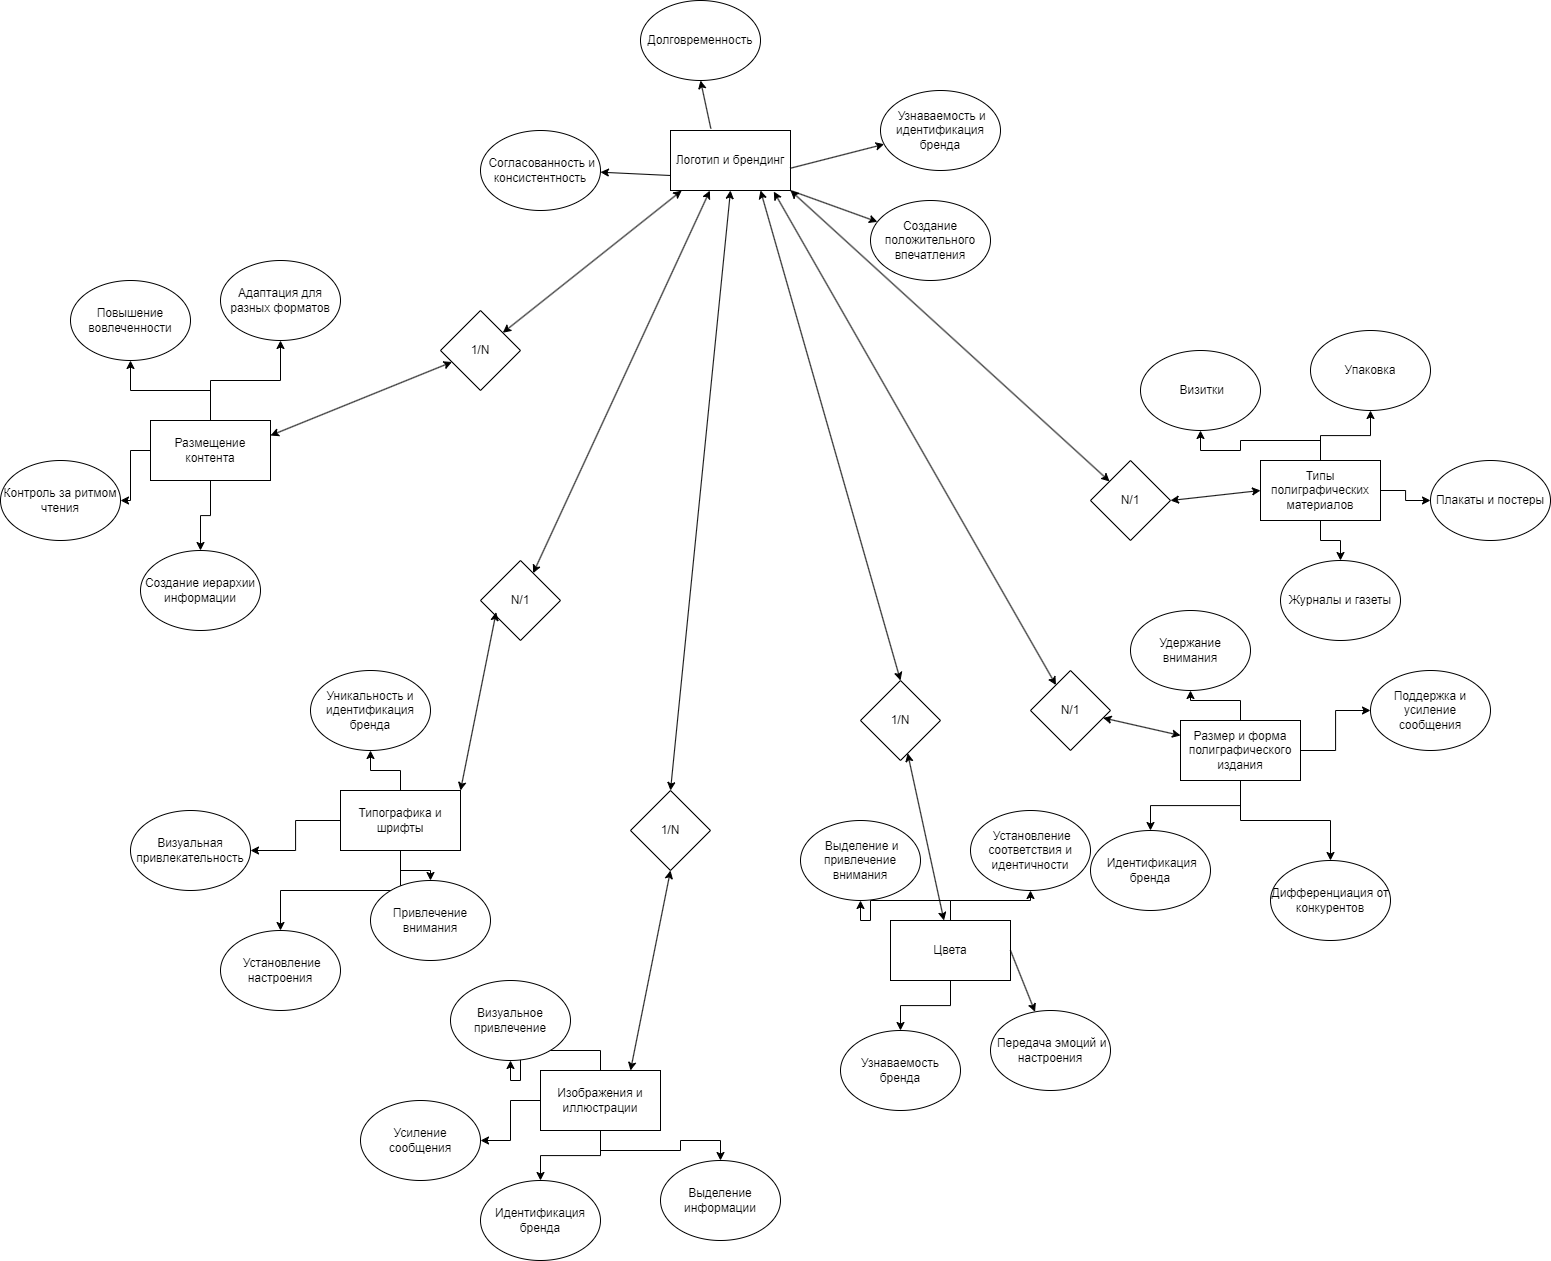 Долговременность
Узнаваемость и
идентификация
бренда
Логотип и брендинг
Согласованность и
консистентность
Создание
положительного
впечатления
Адаптация для
разных форматов
Повышение
вовлеченности
1/N
Размещение
контента
Контроль за ритмом
чтения
Создание иерархии
информации
Упаковка
Визитки
Типы
полиграфических
материалов
Плакаты и постеры
N/1
Журналы и газеты
N/1
Удержание
внимания
Уникальность и
идентификация
бренда
Поддержка и
усиление
сообщения
N/1
1/N
Размер и форма
полиграфического
издания
Типографика и
шрифты
1/N
Визуальная
привлекательность
Выделение и
привлечение
внимания
Установление
соответствия и
идентичности
Идентификация
бренда
Дифференциация от
конкурентов
Привлечение
внимания
Установление
настроения
Цвета
Визуальное
привлечение
Передача эмоций и
настроения
Узнаваемость
бренда
Изображения и
иллюстрации
Усиление
сообщения
Выделение
информации
Идентификация
бренда